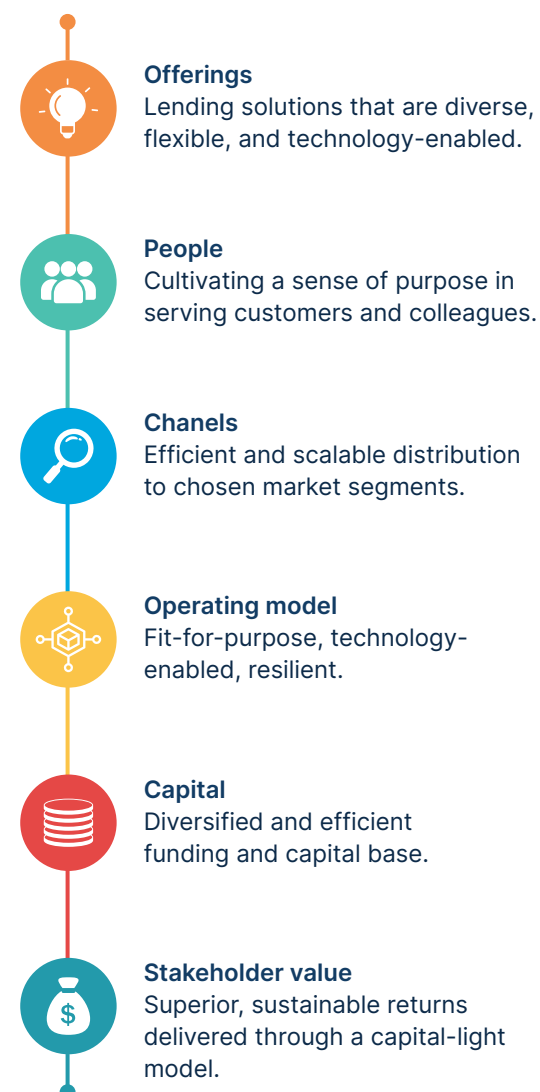 Offerings
Lending solutions that are diverse,
flexible, and technology-enabled.
People
Cultivating a sense of purpose in
serving customers and colleagues.
Chanels
Efficient and scalable distribution
to chosen market segments.
Operating model
Fit-for-purpose, technology-
enabled, resilient.
Capital
Diversified and efficient
funding and capital base.
Stakeholder value
$
Superior, sustainable returns
delivered through a capital-light
model.